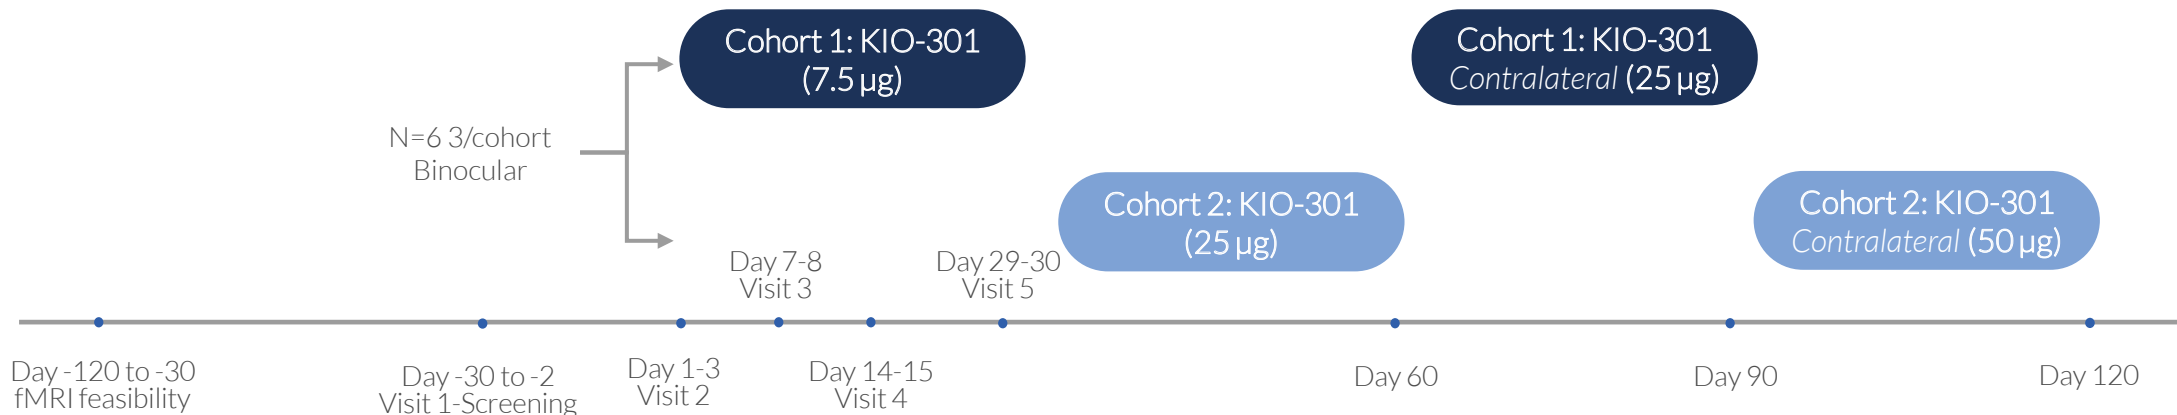 Cohort 1: KIO-301
(7.5 µg)
Cohort 1: KIO-301
Contralateral (25 µg)
N=6 3/cohort
Binocular
Cohort 2: KIO-301
(25 µg)
Cohort 2: KIO-301
Contralateral (50 µg)
Day 7-8
Visit 3
Day 29-30
Visit 5
Day -120 to -30
fMRI feasibility
Day -30 to -2
Visit 1-Screening
Day 1-3
Visit 2
Day 14-15
Visit 4
Day 60
Day 90
Day 120